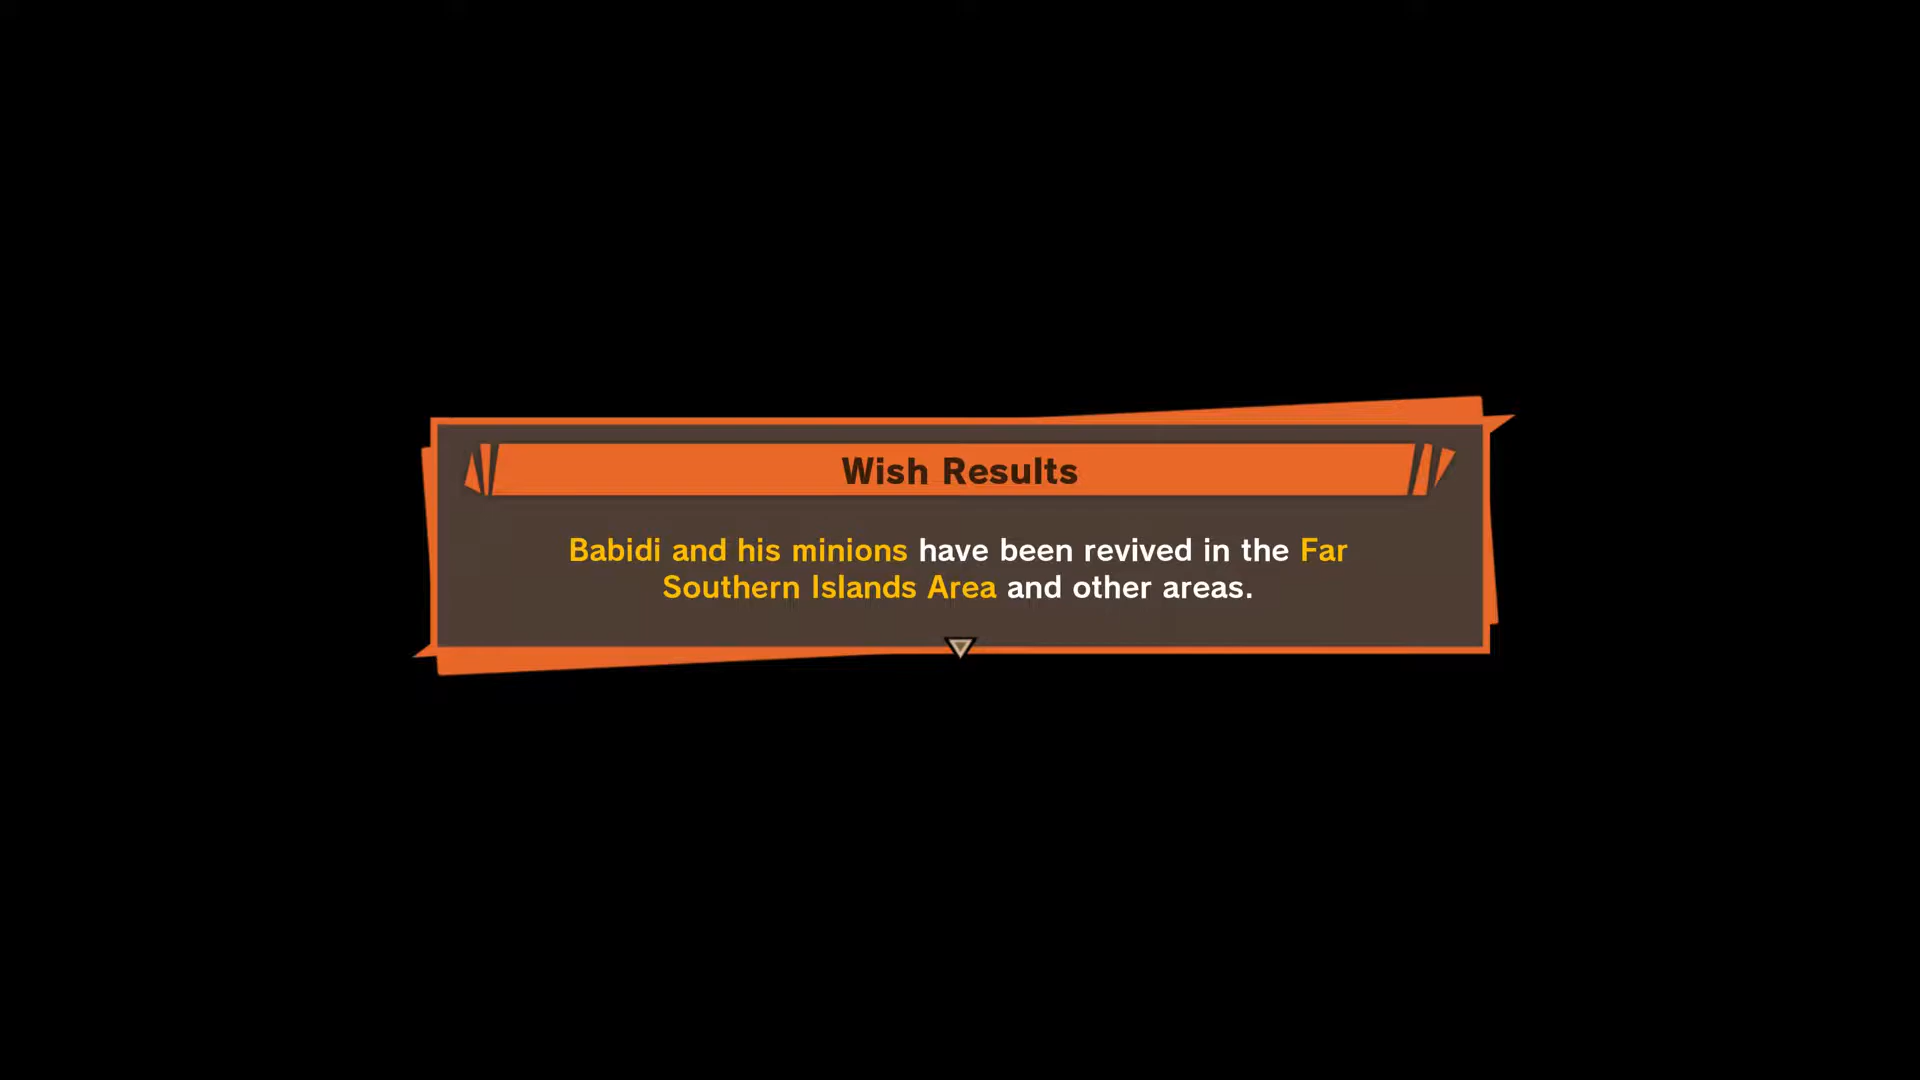 Wish Results
Babidi and his minions have been revived in the Far
Southern Islands Area and other areas.